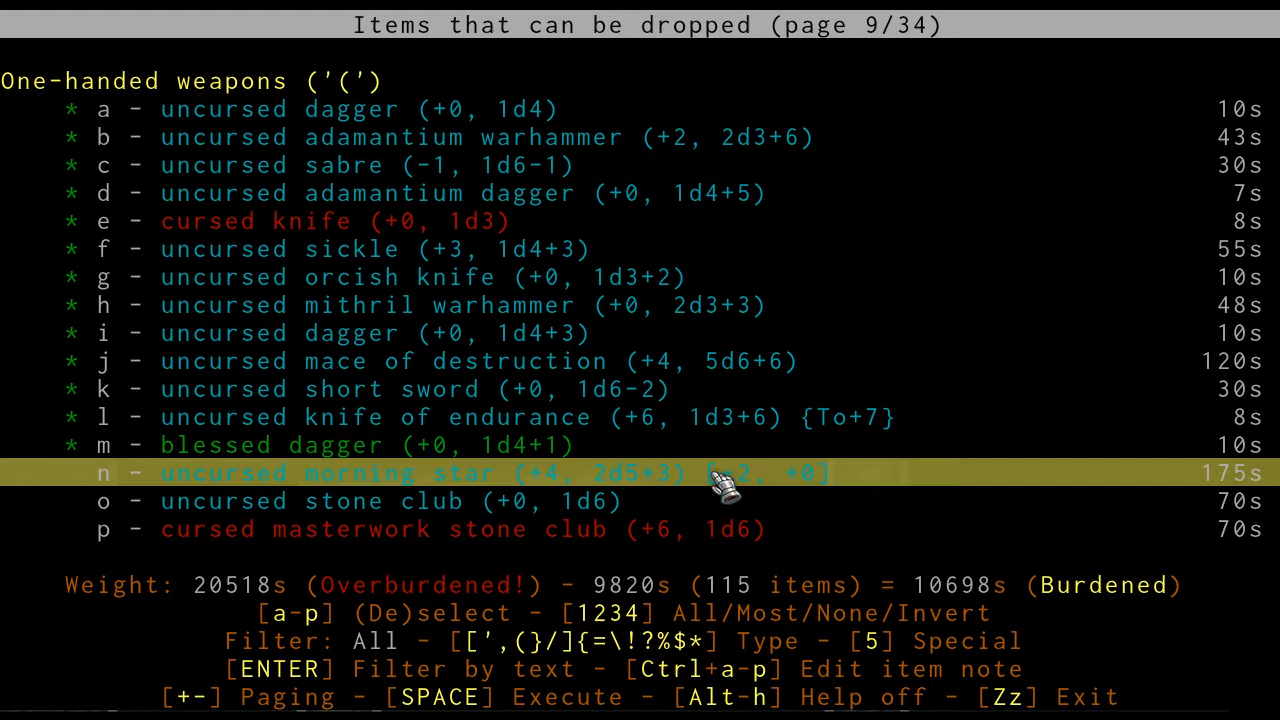 Items that can be dropped (page 9/34)
One-handed weapons ('(')
* a - uncursed dagger (+0, 1d4) 10s
* b - uncursed adamantium warhammer (+2, 2d3+6) 43s
* c - uncursed sabre (-1, 1d6-1) 30s
* d - uncursed adamantium dagger (+0, 1d4+5) 7s
* e - cursed knife (+0, 1d3) 8s
* f - uncursed sickle (+3, 1d4+3) 55s
* g - uncursed orcish knife (+0, 1d3+2) 10s
* h - uncursed mithril warhammer (+0, 2d3+3) 48s
* i - uncursed dagger (+0, 1d4+3) 10s
* j - uncursed mace of destruction (+4, 5d6+6) 120s
* k - uncursed short sword (+0, 1d6-2) 30s
* l - uncursed knife of endurance (+6, 1d3+6) {To+7} 8s
* m - blessed dagger (+0, 1d4+1) 10s
n - uncursed morning star (+4, 2d5+3) +0] 175s
o - uncursed stone club (+0, 1d6) 70s
p - cursed masterwork stone club (+6, 1d6) 70s
Weight: 20518s (Overburdened!) - 9820s (115 items) = 10698s (Burdened)
[a-p] (De)select - [1234] All/Most/None/Invert
Filter: All - [[',(}/]{=\!?%$*] Type - [5] Special
[ENTER] Filter by text - [Ctrl+a-p] Edit item note
[+-] Paging - [SPACE] Execute - [Alt-h] Help off - [Zz] Exit